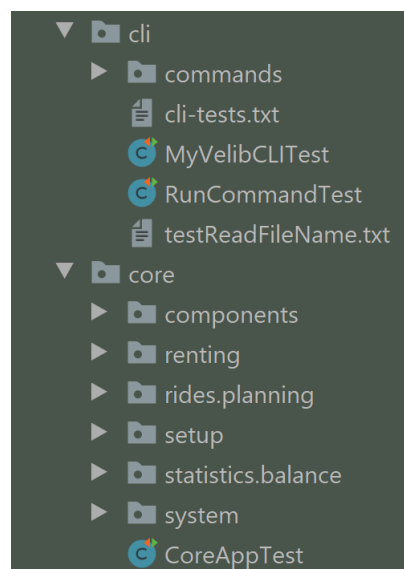 cli
commands
cli-tests.txt
MyVelibCLITest
RunCommandTest
testReadFileName.txt
core
components
renting
rides.planning
setup
statistics.balance
system
CoreAppTest